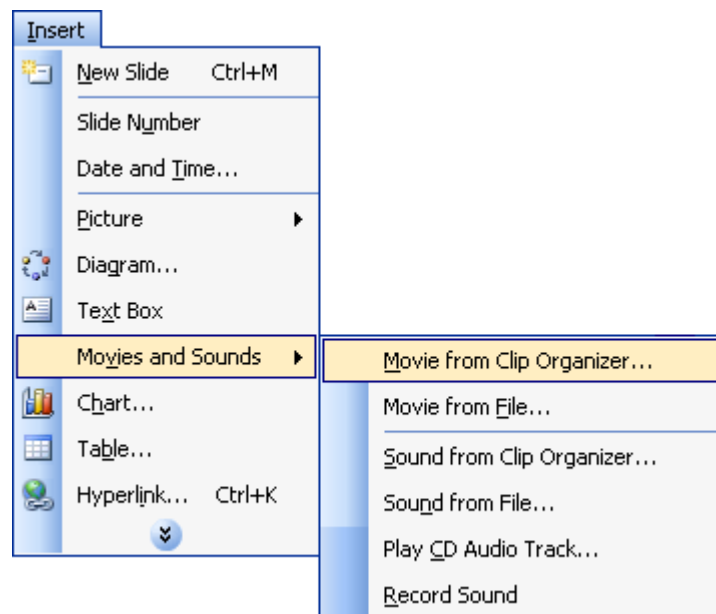 Insert
New Slide Ctrl+M
Slide Number
Date and Time...
Picture
Diagram...
Text Box
Movies and Sounds
Chart...
Table...
Hyperlink... Ctrl+K
Movie from Clip Organizer...
Movie from File...
Sound from Clip Organizer...
Sound from File...
Play CD Audio Track...
Record Sound